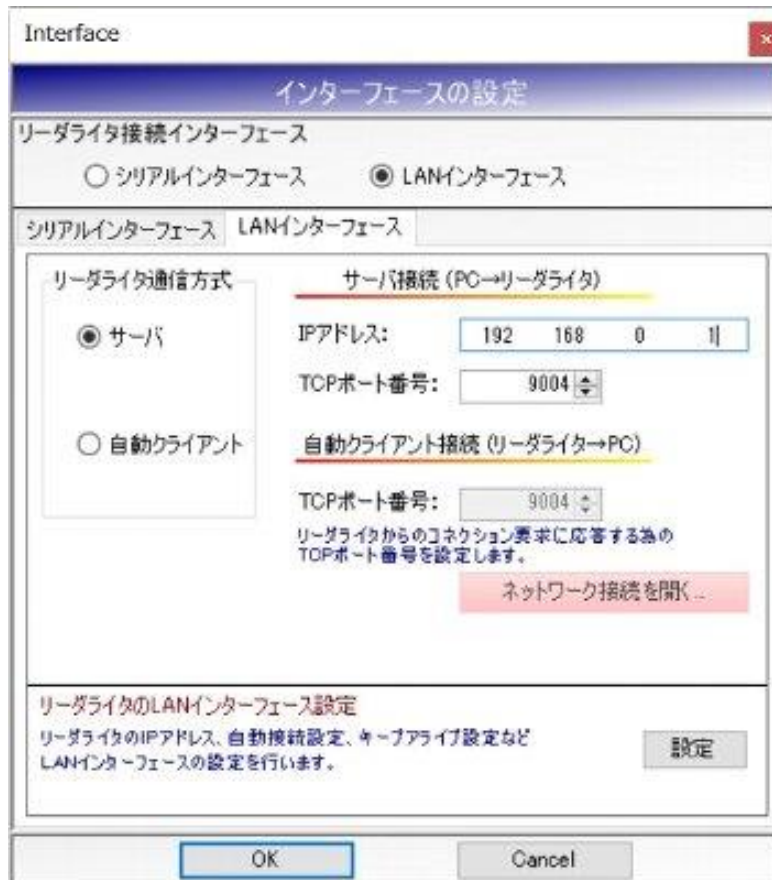 Interface
インターフェースの設定
リーダライタ接続インターフェース
シリアルインターフェース LANインターフェース
シリアルインターフェース LANインターフェース
リーダライタ通信方式
サーバ
自動クライアント
サーバ接続 (PC→リーダライタ)
IPアドレス: 192 168 0 1
TCPポート番号: 9004
自動クライアント接続 (リーダライタ→PC)
TCPポート番号: 9004
リーダライタからのコネクション要求に応答する為の
TCPポート番号を設定します。
ネットワーク接続を開く...
リーダライタのLANインターフェース設定
リーダライタのIPアドレス、自動接続設定、キープアライブ設定など
LANインターフェースの設定を行います。
設定
OK Cancel